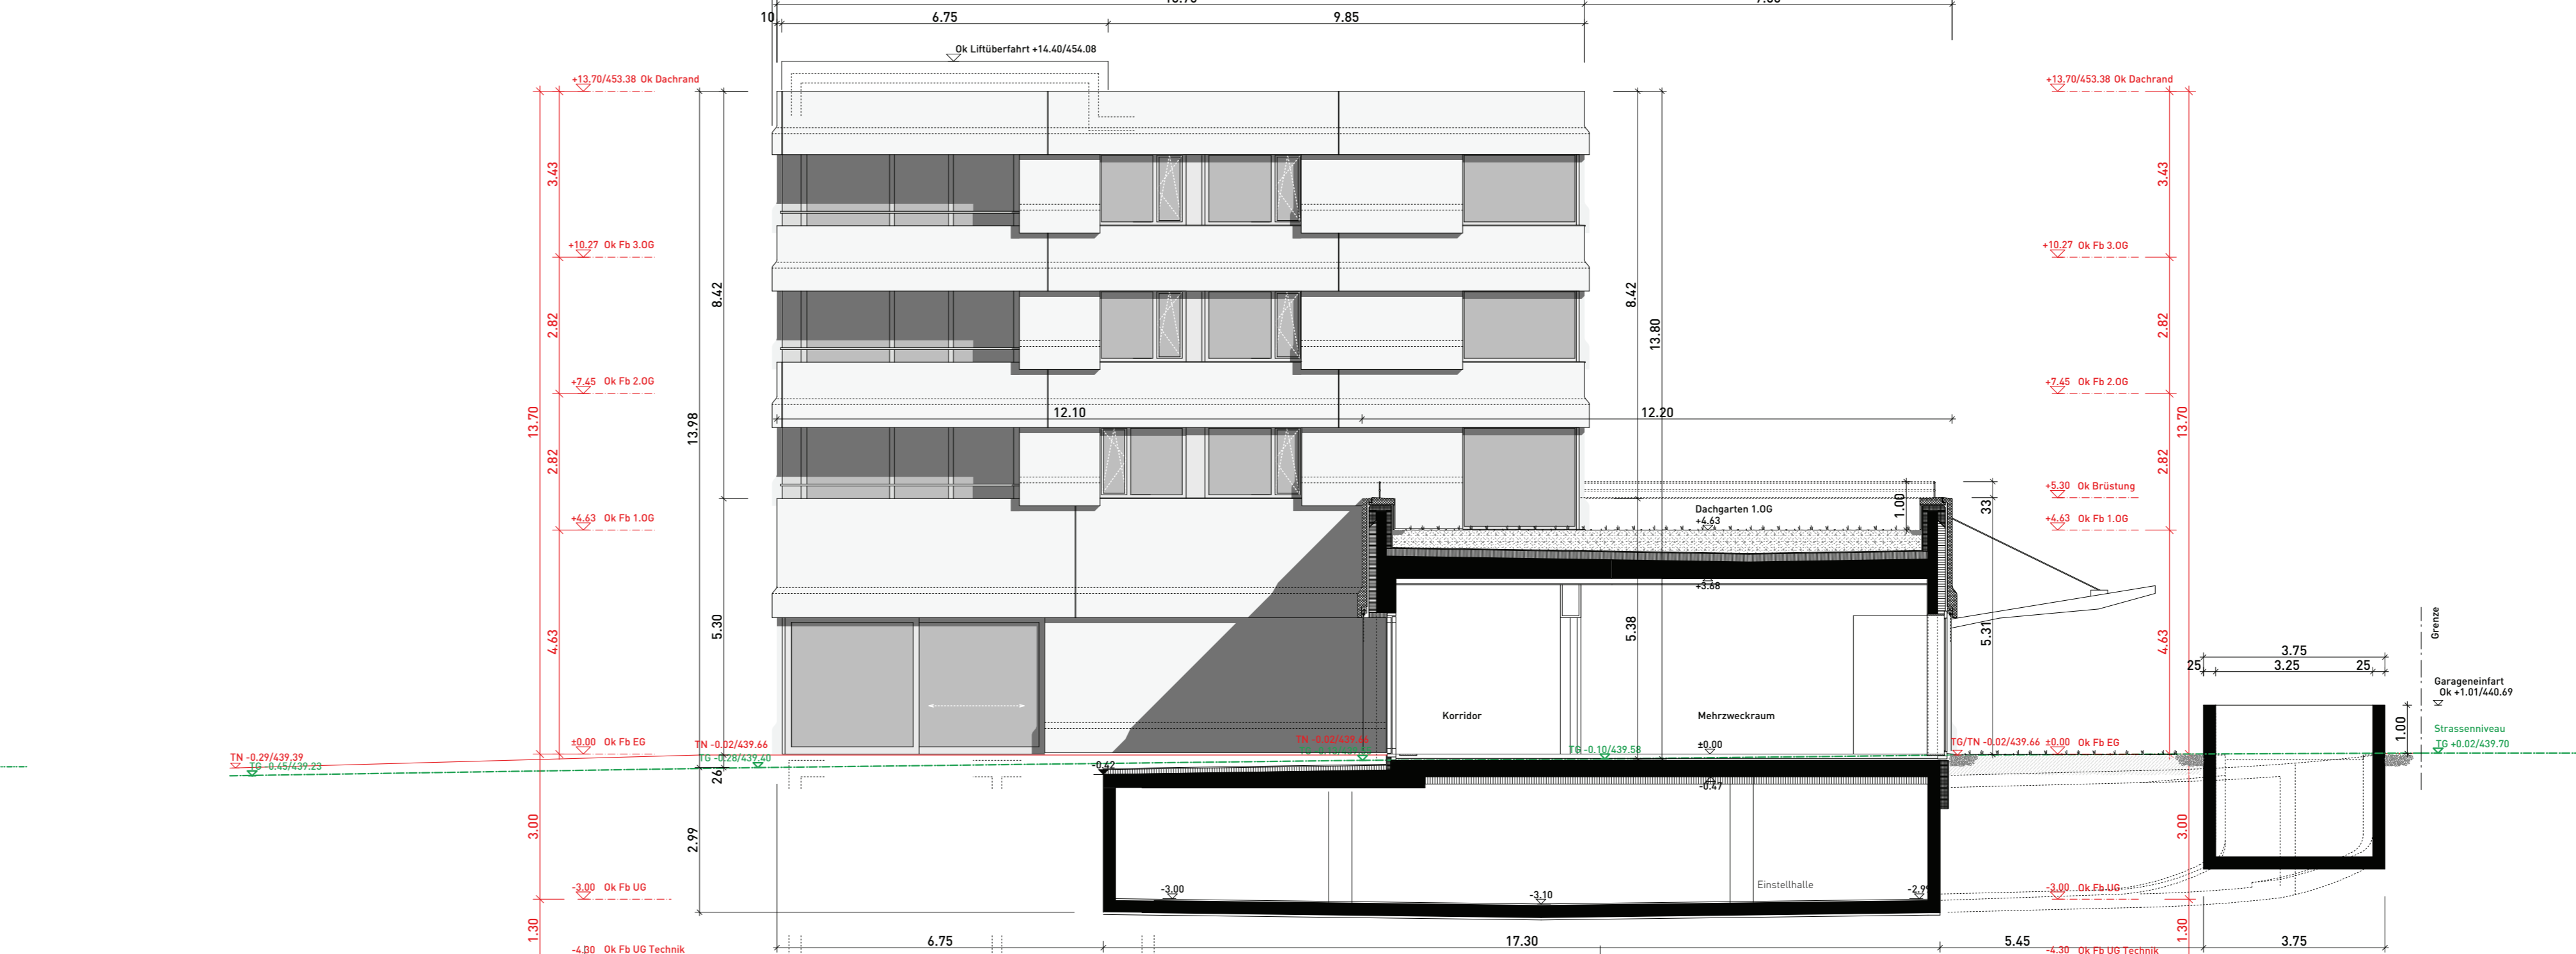 10
6.75
9.85
Ok Liftüberfahrt +14.40/454.08
+13.70/453.38 Ok Dachrand
+13.70/453.38 Ok Dachrand
3.43
3.43
+10.27 Ok Fb 3.OG
+10.27 Ok Fb 3.OG
8.42
8.42
13.80
2.82
2.82
+7.45 Ok Fb 2.OG
+7.45 Ok Fb 2.OG
12.10
12.20
13.70
13.98
13.70
2.82
2.82
+5.30 Ok Brüstung
1.00
33
Dachgarten 1.OG
+4.63
+4.63 Ok Fb 1.OG
+4.63 Ok Fb 1.OG
+3.68
5.30
5.38
5.31
4.63
4.63
Grenze
3.75
25
3.25
25
Garageneinfart
Ok +1.01/440.69
Korridor
Mehrzweckraum
1.00
Strassenniveau
TG +0.02/439.70
±0.00 Ok Fb EG
TN -0.02/439.66
TN -0.02/439.66
±0.00
TG/TN -0.02/439.66 ±0.00 Ok Fb EG
TN -0.29/439.39
TG -0.45/439.23
TG -0.28/439.40
TG -0.10/439.58
26
-0.42
-0.47
3.00
2.99
3.00
-3.00 Ok Fb UG
-3.00
-3.10
Einstellhalle
-3.00 Ok Fb UG
1.30
1.30
-4.30 Ok Fb UG Technik
6.75
17.30
5.45
-4.30 Ok Fb UG Technik
3.75